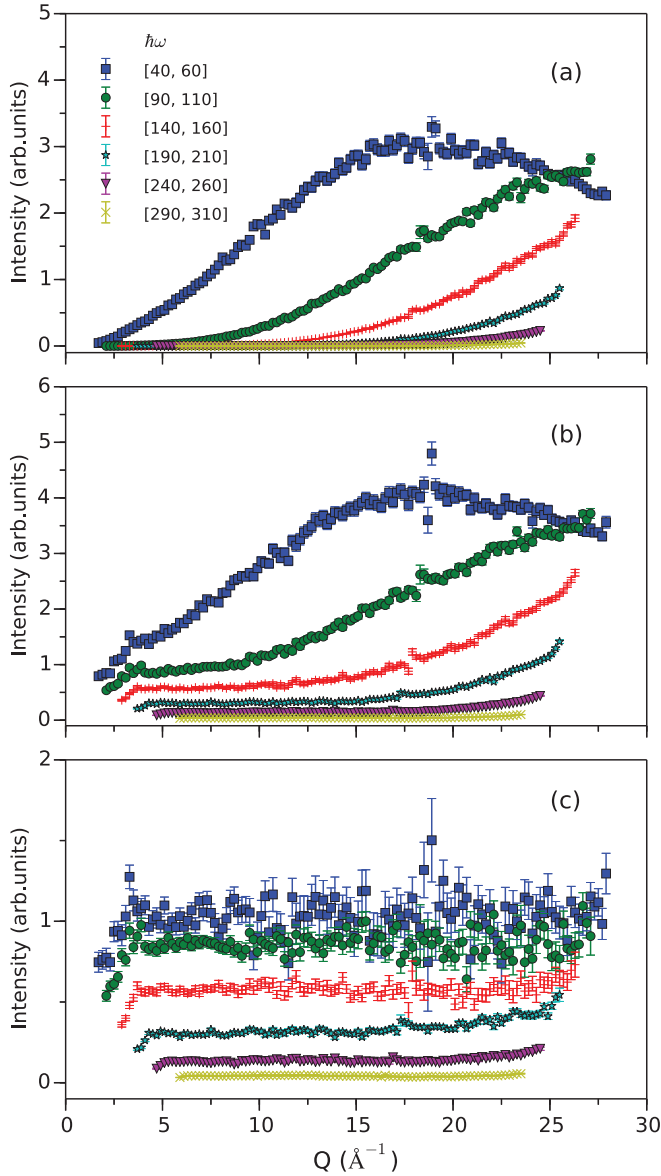 5
4
3
2
1
0
Intensity (arb.units)
ℏω
[40, 60]
[90, 110]
[140, 160]
[190, 210]
[240, 260]
[290, 310]
(a)
6
5
4
3
2
1
0
Intensity (arb.units)
(b)
2
1
0
Intensity (arb.units)
(c)
0 5 10 15 20 25 30
Q (Å⁻¹)